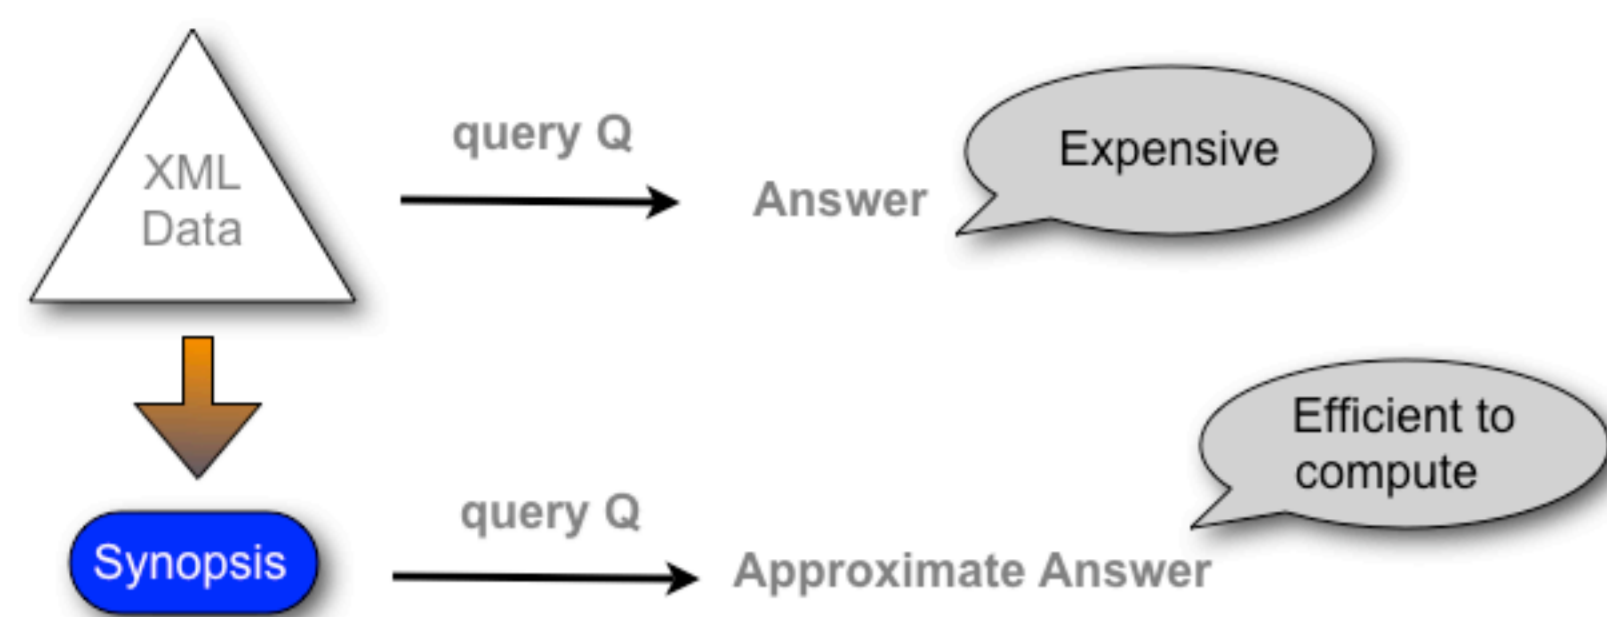 XML
Data
query Q
Answer
Expensive
Synopsis
query Q
Approximate Answer
Efficient to
compute